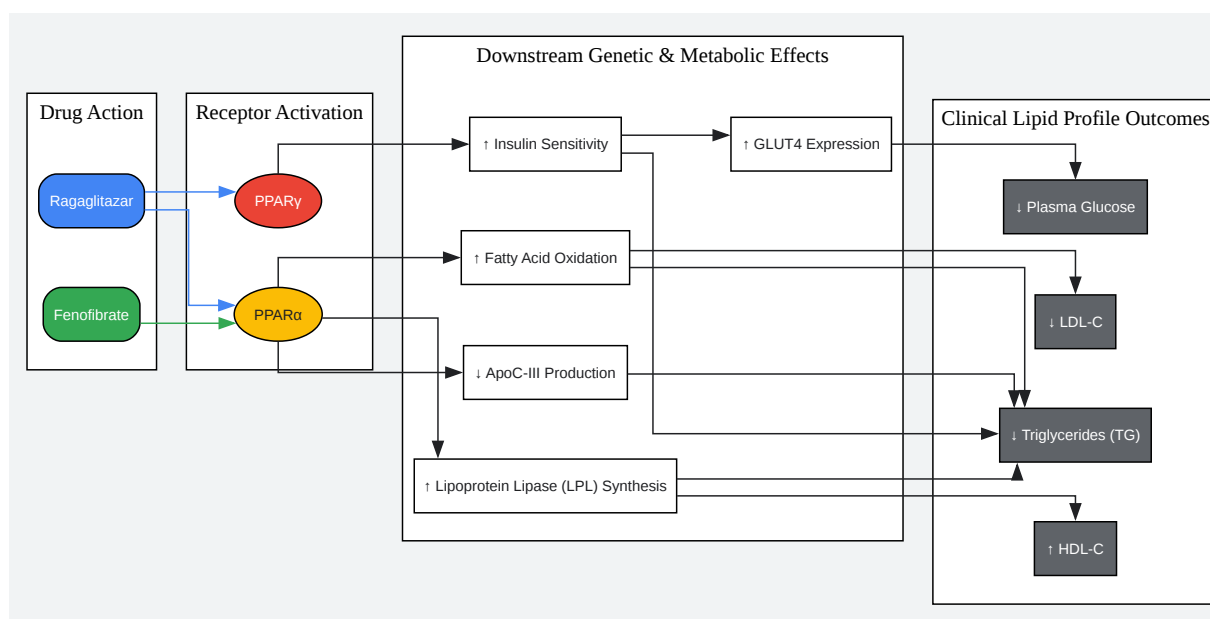 Downstream Genetic & Metabolic Effects
Drug Action
Receptor Activation
Clinical Lipid Profile Outcomes
↑ Insulin Sensitivity
↑ GLUT4 Expression
Ragaglitazar
PPARγ
↓ Plasma Glucose
↑ Fatty Acid Oxidation
Fenofibrate
PPARα
↓ LDL-C
↓ ApoC-III Production
↓ Triglycerides (TG)
↑ Lipoprotein Lipase (LPL) Synthesis
↑ HDL-C